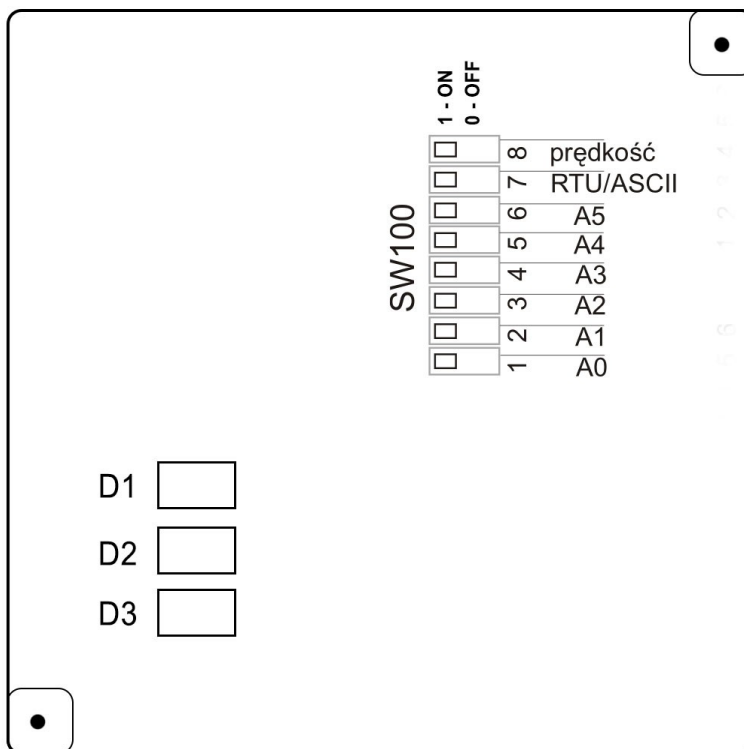 1 - ON
0 - OFF
SW100
8 prędkość
7 RTU/ASCII
6 A5
5 A4
4 A3
3 A2
2 A1
1 A0
D1
D2
D3